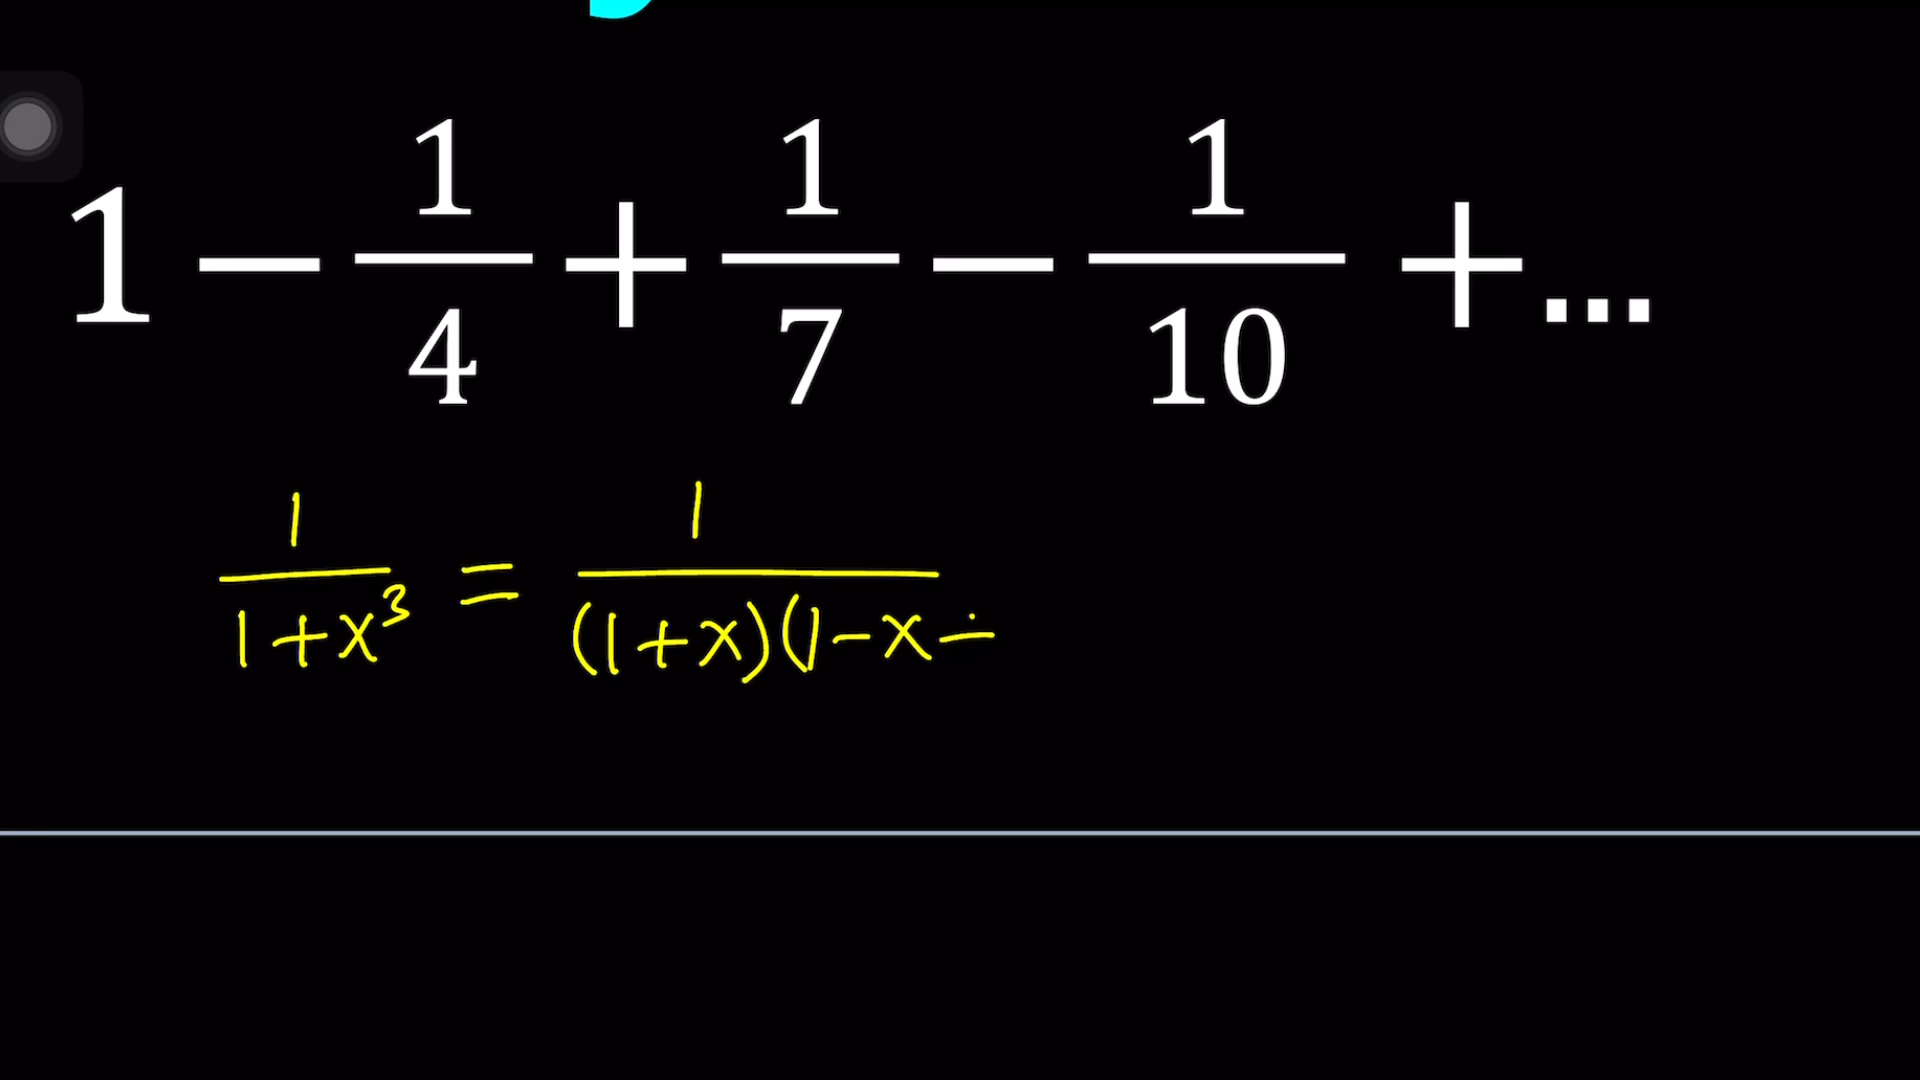 1 − 1/4 + 1/7 − 1/10 + ...
1/(1+x³) = 1/((1+x)(1−x